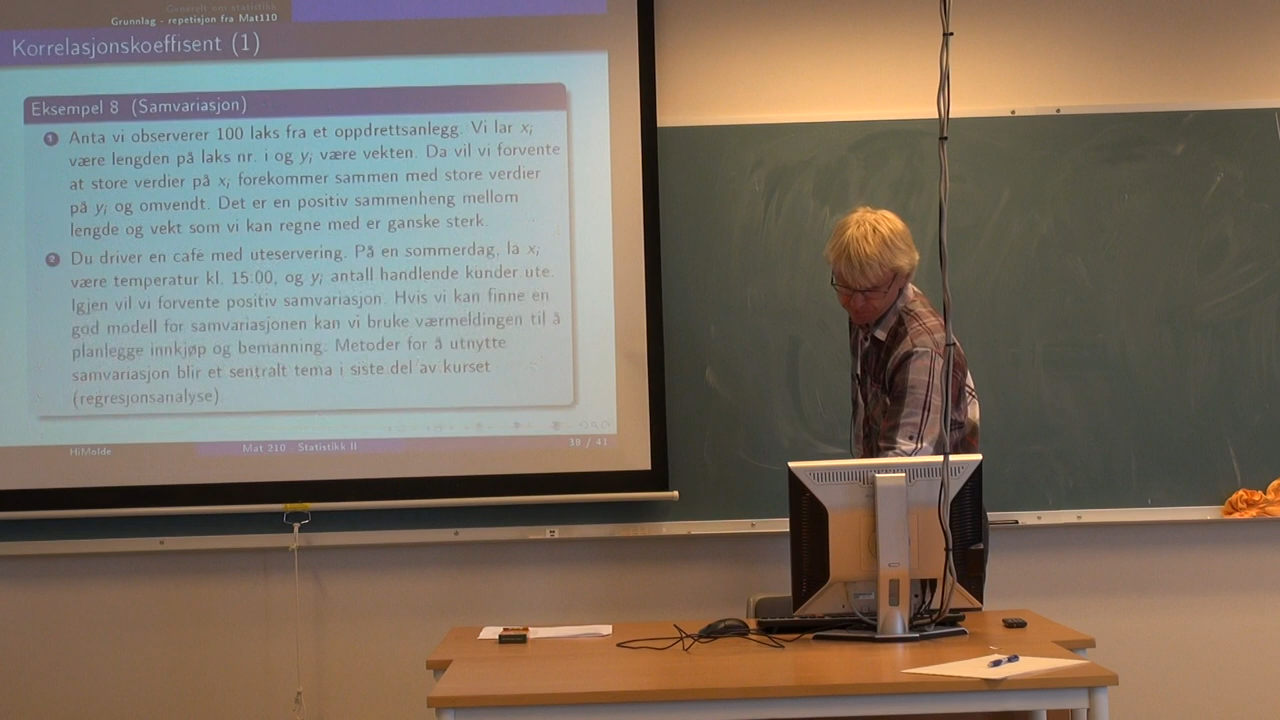 Generelt om statistikk
Grunnlag - repetisjon fra Mat110
Korrelasjonskoeffisent (1)
Eksempel 8 (Samvariasjon)
1 Anta vi observerer 100 laks fra et oppdrettsanlegg. Vi lar xi
være lengden på laks nr. i og yi være vekten. Da vil vi forvente
at store verdier på xi forekommer sammen med store verdier
på yi og omvendt. Det er en positiv sammenheng mellom
lengde og vekt som vi kan regne med er ganske sterk.
2 Du driver en café med uteservering. På en sommerdag, la xi
være temperatur kl. 15.00, og yi antall handlende kunder ute.
Igjen vil vi forvente positiv samvariasjon. Hvis vi kan finne en
god modell for samvariasjonen kan vi bruke værmeldingen til å
planlegge innkjøp og bemanning. Metoder for å utnytte
samvariasjon blir et sentralt tema i siste del av kurset
(regresjonsanalyse)
HiMolde Mat 210 Statistikk II 39 / 41